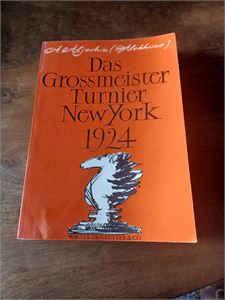 A. Aljechin (Alekhine)
Das
Grossmeister
Turnier
New York
1924
WALTER DE GRUYTER & CO